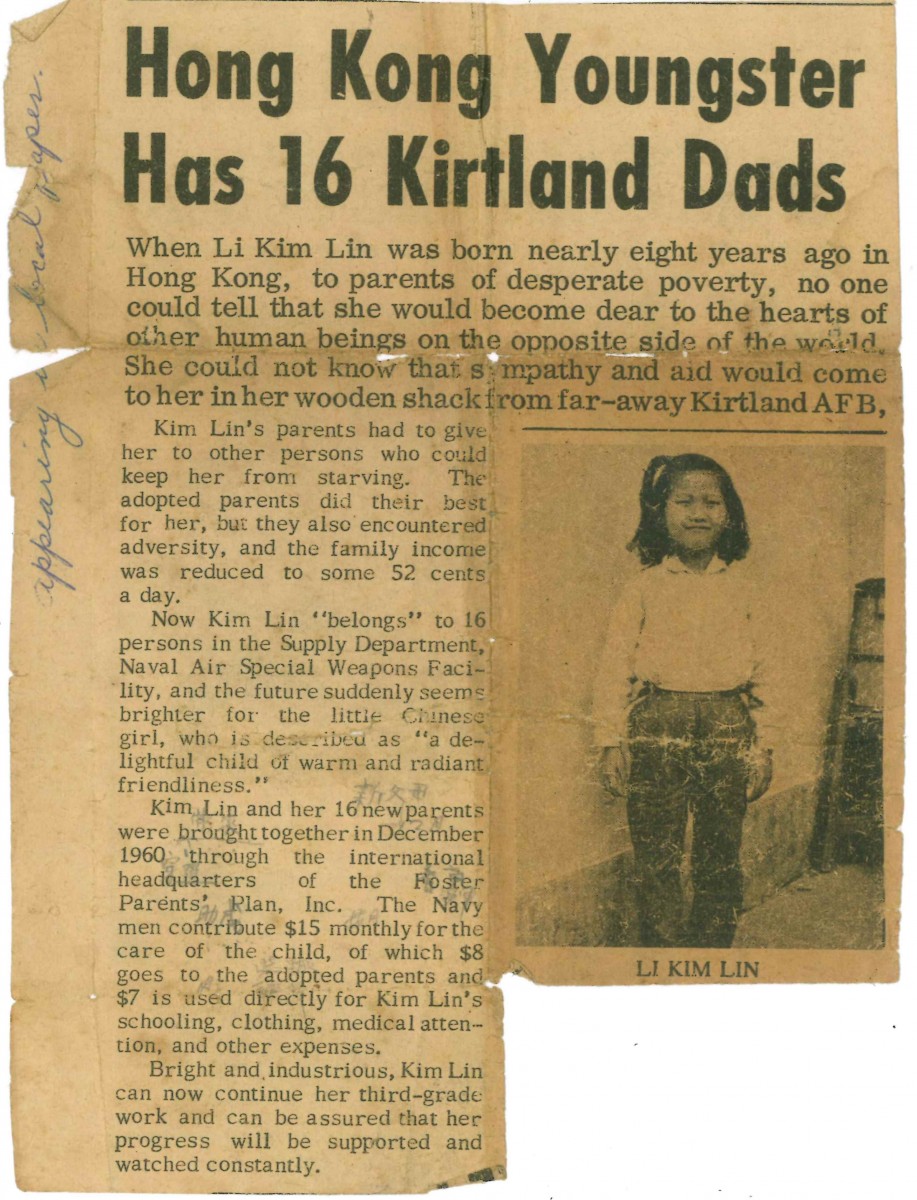 Hong Kong Youngster
Has 16 Kirtland Dads
When Li Kim Lin was born nearly eight years ago in
Hong Kong, to parents of desperate poverty, no one
could tell that she would become dear to the hearts of
other human beings on the opposite side of the world.
She could not know that sympathy and aid would come
to her in her wooden shack from far-away Kirtland AFB,
Kim Lin's parents had to give
her to other persons who could
keep her from starving. The
adopted parents did their best
for her, but they also encountered
adversity, and the family income
was reduced to some 52 cents
a day.
Now Kim Lin "belongs" to 16
persons in the Supply Department,
Naval Air Special Weapons Faci-
lity, and the future suddenly seems
brighter for the little Chinese
girl, who is described as "a de-
lightful child of warm and radiant
friendliness."
Kim Lin and her 16 new parents
were brought together in December
1960 through the international
headquarters of the Foster
Parents' Plan, Inc. The Navy
men contribute $15 monthly for the
care of the child, of which $8
goes to the adopted parents and
$7 is used directly for Kim Lin's
schooling, clothing, medical atten-
tion, and other expenses.
Bright and industrious, Kim Lin
can now continue her third-grade
work and can be assured that her
progress will be supported and
watched constantly.
LI KIM LIN
appearing in local paper.